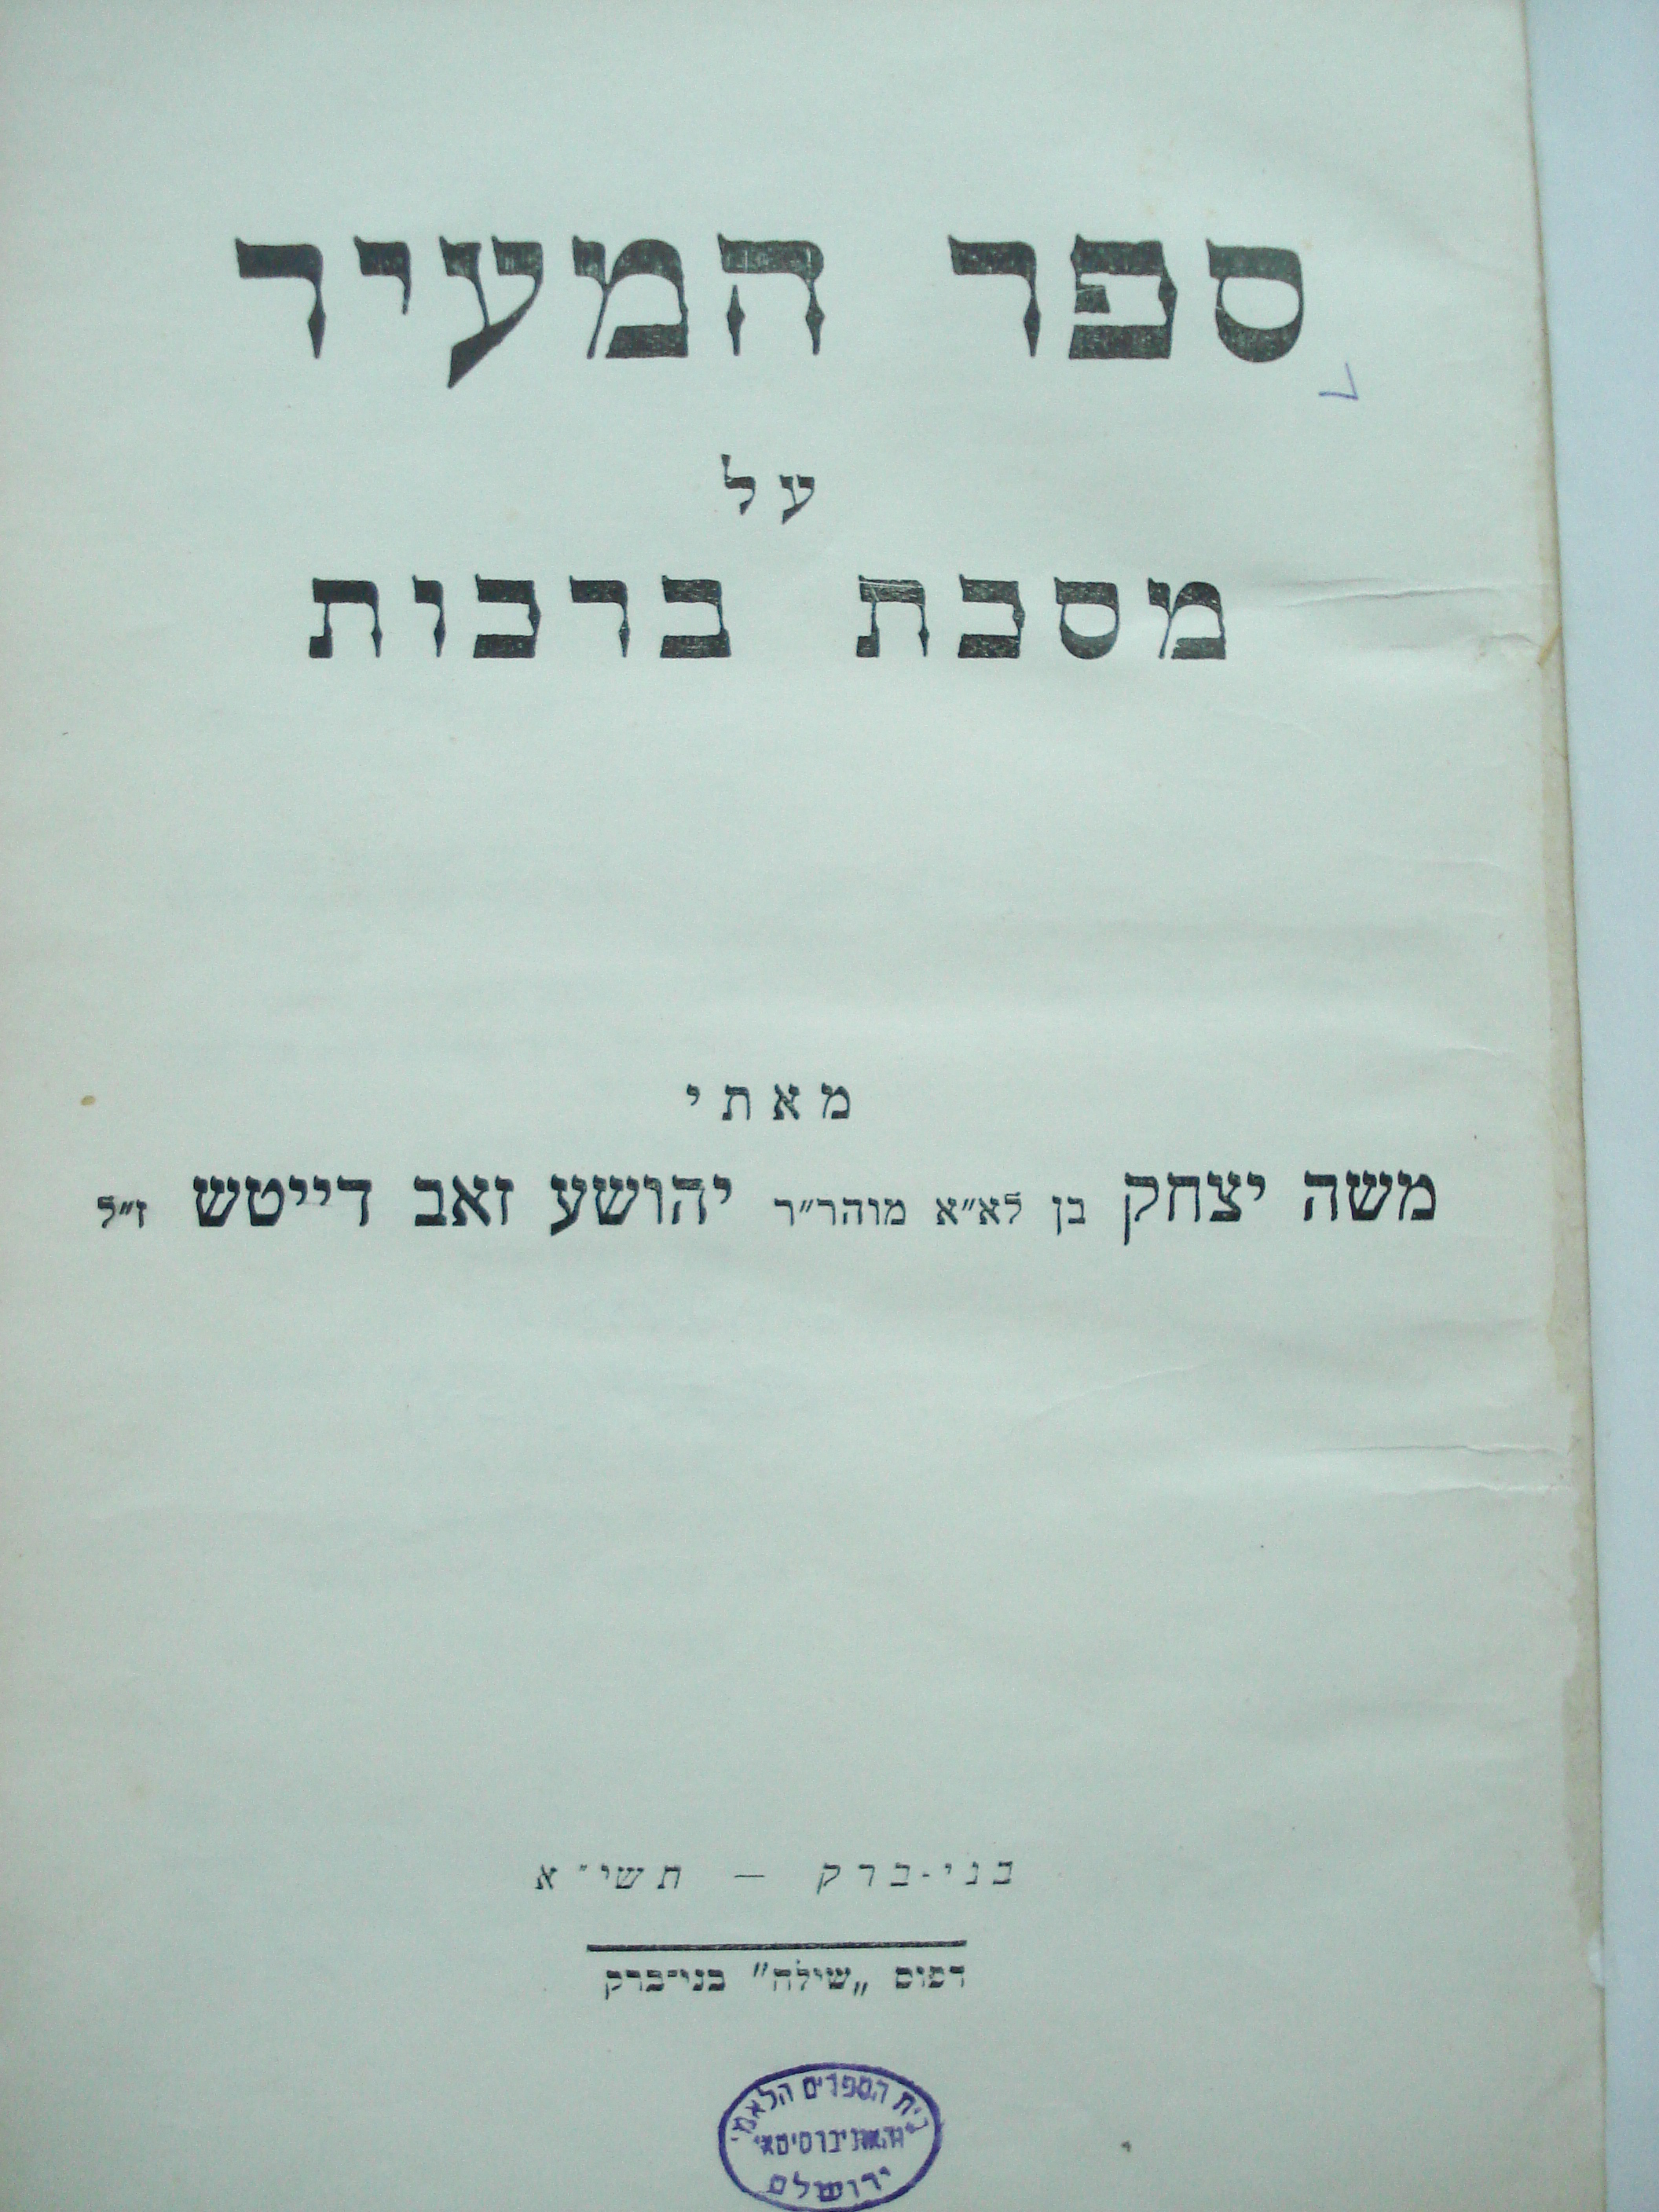 ספר המעיר
על
מסכת ברכות
מאתי
משה יצחק בן לא״א מוהר״ר יהושע זאב דייטש ז״ל
בני-ברק — תשי״א
דפוס „שילה” בני־ברק
בית הספרים הלאומי
והאוניברסיטאי
ירושלם